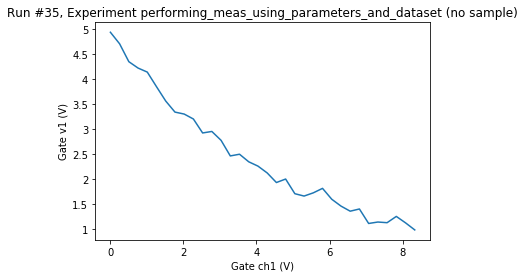 Run #35, Experiment performing_meas_using_parameters_and_dataset (no sample)
5
4.5
4
3.5
3
2.5
2
1.5
1
Gate v1 (V)
0 2 4 6 8
Gate ch1 (V)